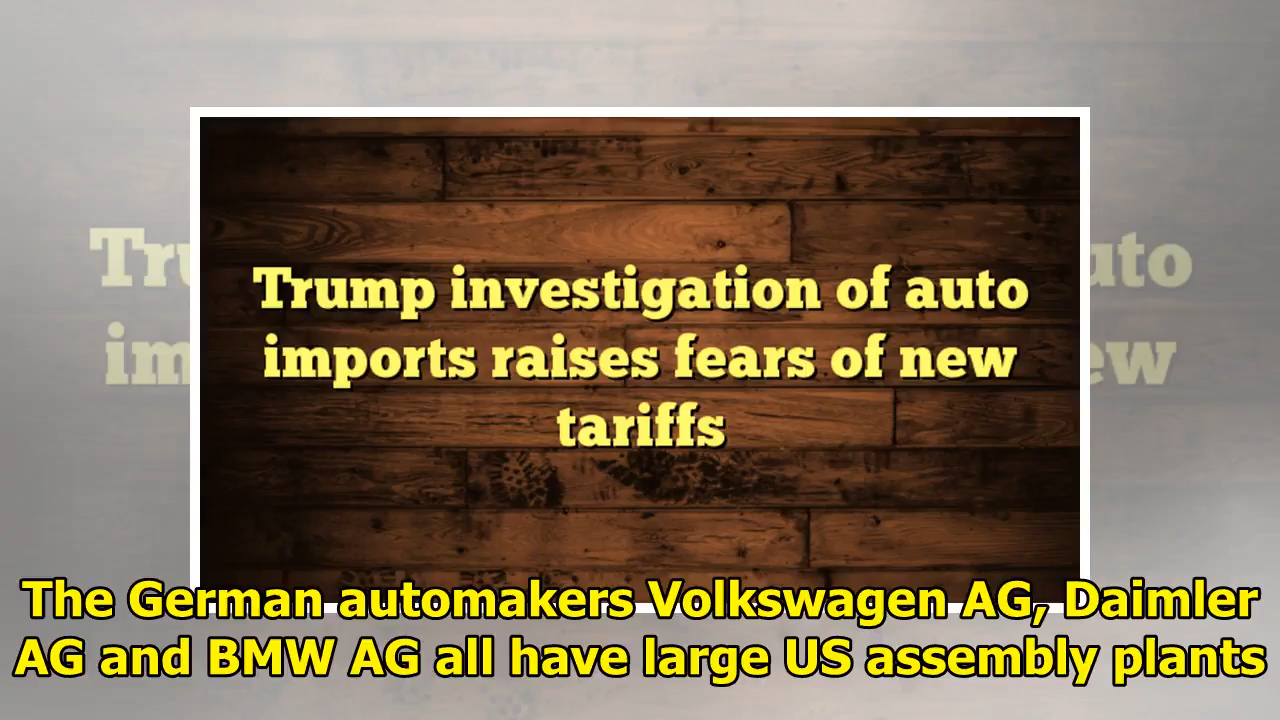 Trump investigation of auto
imports raises fears of new
tariffs
The German automakers Volkswagen AG, Daimler
AG and BMW AG all have large US assembly plants